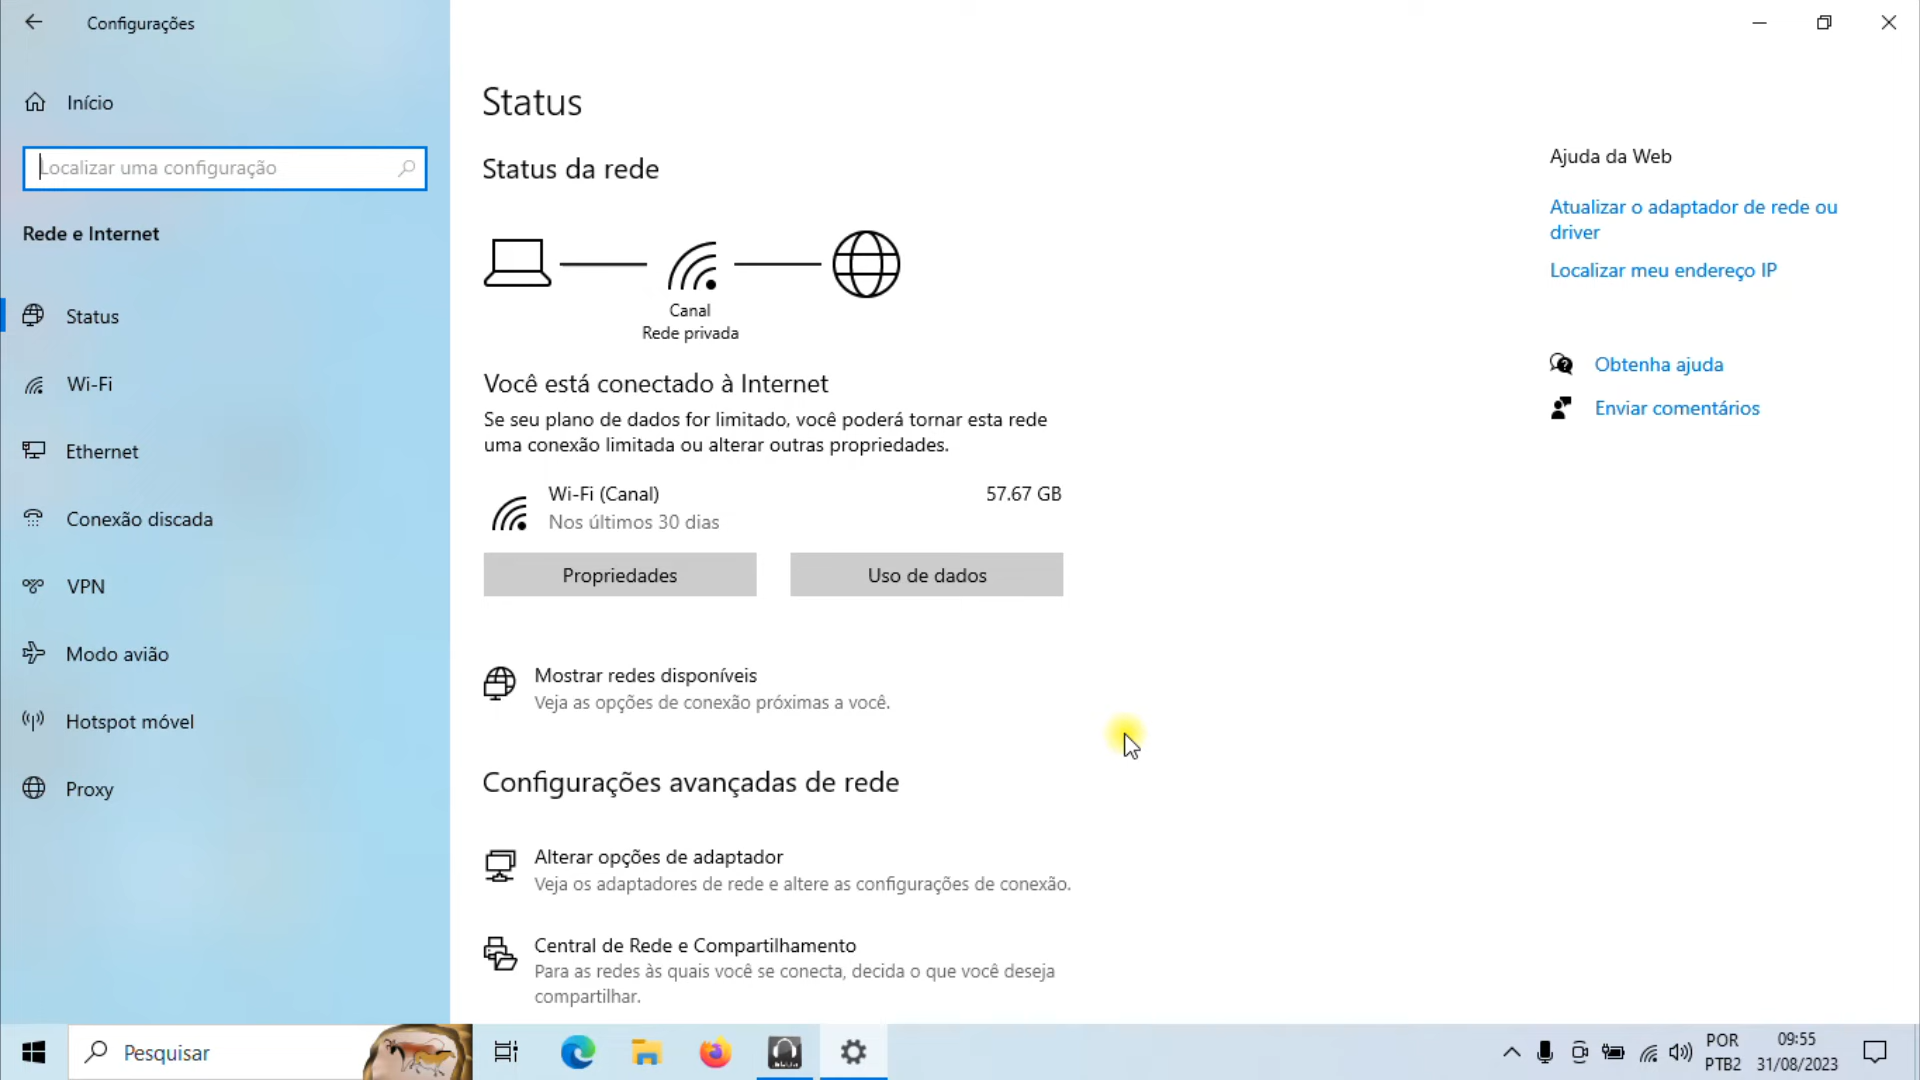 Configurações
Início
Localizar uma configuração
Rede e Internet
Status
Wi-Fi
Ethernet
Conexão discada
VPN
Modo avião
Hotspot móvel
Proxy
Status
Status da rede
Canal
Rede privada
Você está conectado à Internet
Se seu plano de dados for limitado, você poderá tornar esta rede
uma conexão limitada ou alterar outras propriedades.
Wi-Fi (Canal)
57.67 GB
Nos últimos 30 dias
Propriedades
Uso de dados
Mostrar redes disponíveis
Veja as opções de conexão próximas a você.
Configurações avançadas de rede
Alterar opções de adaptador
Veja os adaptadores de rede e altere as configurações de conexão.
Central de Rede e Compartilhamento
Para as redes às quais você se conecta, decida o que você deseja
compartilhar.
Ajuda da Web
Atualizar o adaptador de rede ou
driver
Localizar meu endereço IP
Obtenha ajuda
Enviar comentários
Pesquisar
POR
PTB2
09:55
31/08/2023